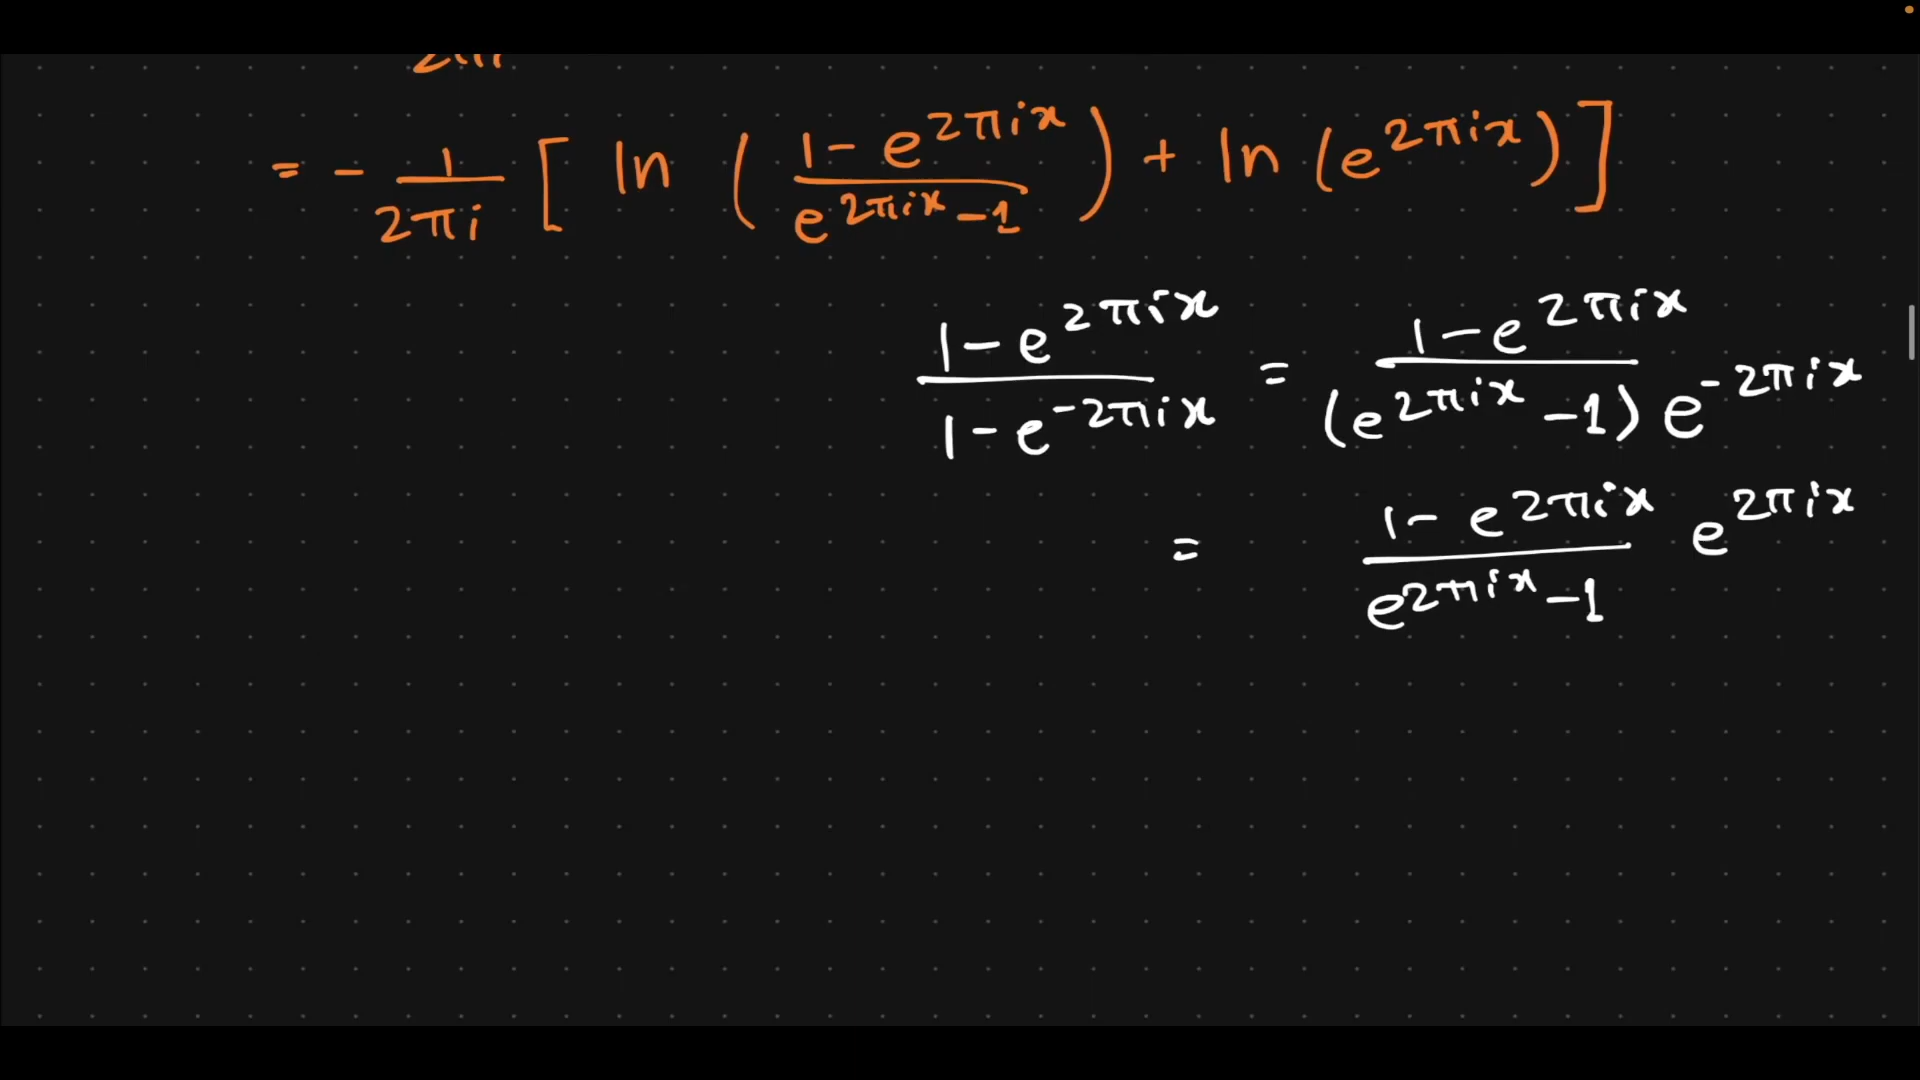 = - 1/2πi [ ln ( (1 - e^{2πix}) / (e^{2πix} - 1) ) + ln (e^{2πix}) ]
(1 - e^{2πix}) / (1 - e^{-2πix}) = (1 - e^{2πix}) / ((e^{2πix} - 1) e^{-2πix})
= (1 - e^{2πix}) / (e^{2πix} - 1) e^{2πix}